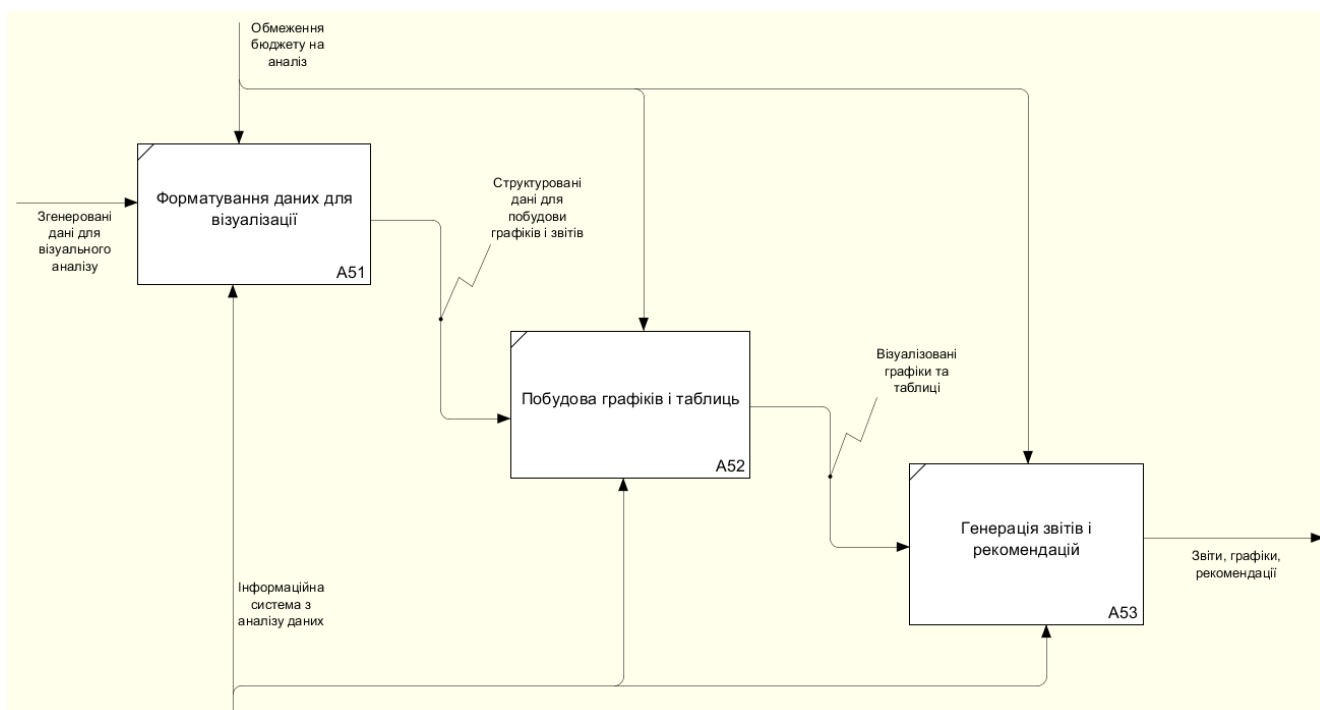 Обмеження
бюджету на
аналіз
Форматування даних для
візуалізації
A51
Згенеровані
дані для
візуального
аналізу
Структуровані
дані для
побудови
графіків і звітів
Побудова графіків і таблиць
A52
Візуалізовані
графіки та
таблиці
Генерація звітів і
рекомендацій
A53
Звіти, графіки,
рекомендації
Інформаційна
система з
аналізу даних